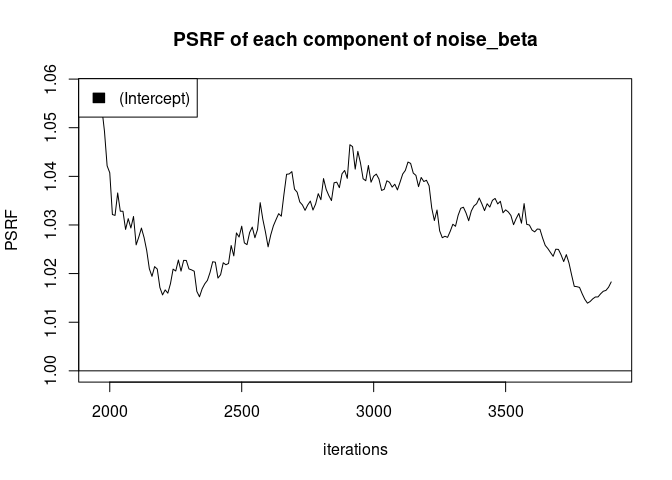 PSRF of each component of noise_beta
(Intercept)
PSRF
1.06
1.05
1.04
1.03
1.02
1.01
1.00
2000 2500 3000 3500
iterations